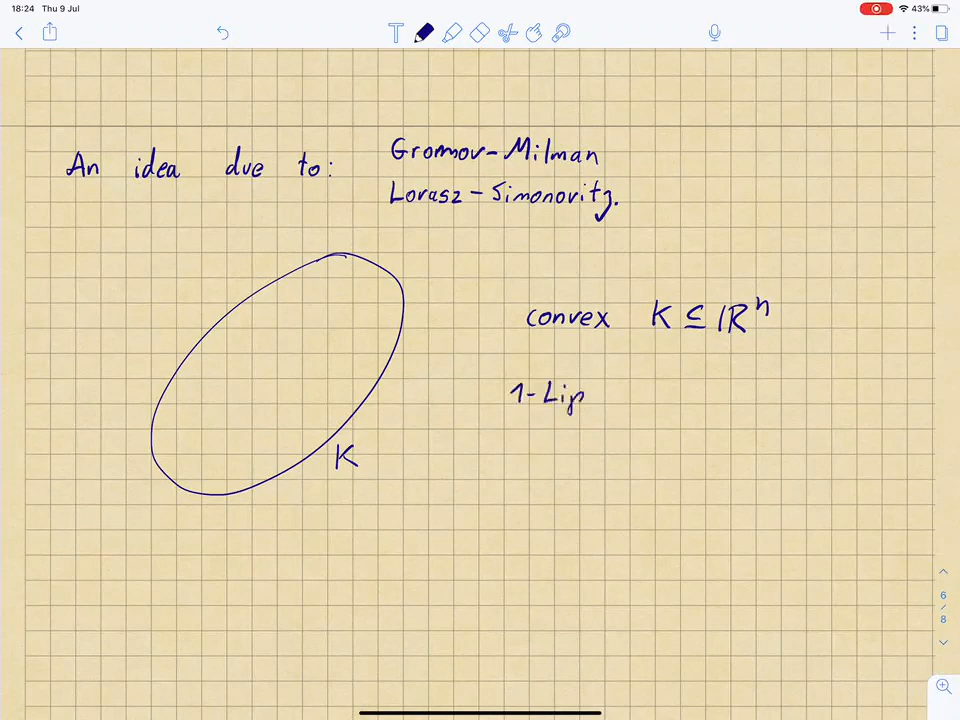 18:24 Thu 9 Jul
43%
An idea due to: Gromov-Milman
Lovasz-Simonovitz.
convex K ⊆ ℝⁿ
1-Lip
K
6
/
8